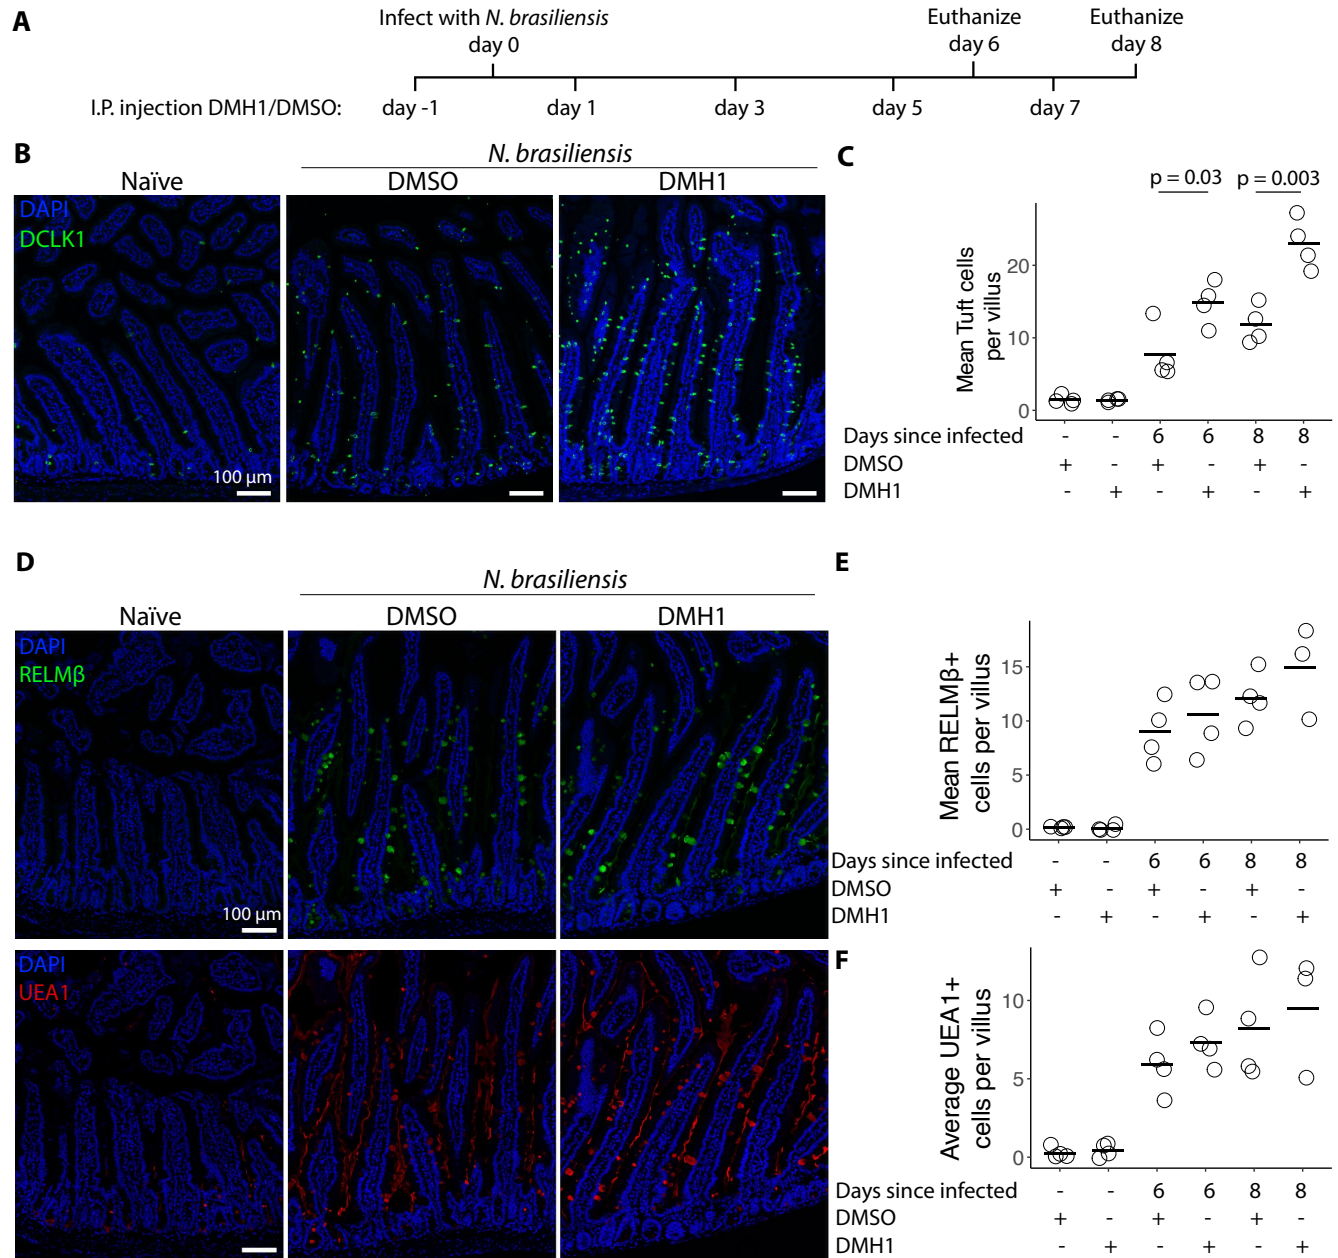 A
Infect with N. brasiliensis
day 0
Euthanize
day 6
Euthanize
day 8
I.P. injection DMH1/DMSO:
day -1
day 1
day 3
day 5
day 7
B
N. brasiliensis
Naïve
DMSO
DMH1
DAPI
DCLK1
100 µm
C
p = 0.03
p = 0.003
Mean Tuft cells
per villus
20
10
0
Days since infected - - 6 6 8 8
DMSO + - + - + -
DMH1 - + - + - +
D
N. brasiliensis
Naïve
DMSO
DMH1
DAPI
RELMβ
100 µm
DAPI
UEA1
E
Mean RELMβ+
cells per villus
15
10
5
0
Days since infected - - 6 6 8 8
DMSO + - + - + -
DMH1 - + - + - +
F
Average UEA1+
cells per villus
10
5
0
Days since infected - - 6 6 8 8
DMSO + - + - + -
DMH1 - + - + - +